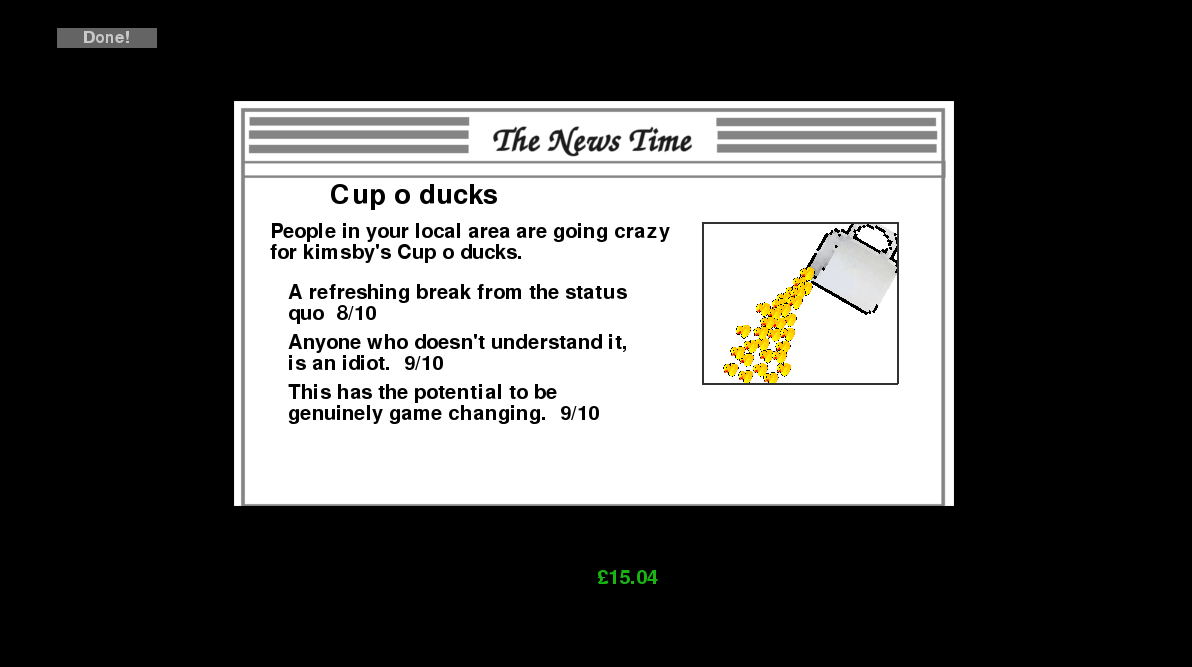 Done!
The News Time
Cup o ducks
People in your local area are going crazy
for kimsby's Cup o ducks.
A refreshing break from the status
quo 8/10
Anyone who doesn't understand it,
is an idiot. 9/10
This has the potential to be
genuinely game changing. 9/10
£15.04